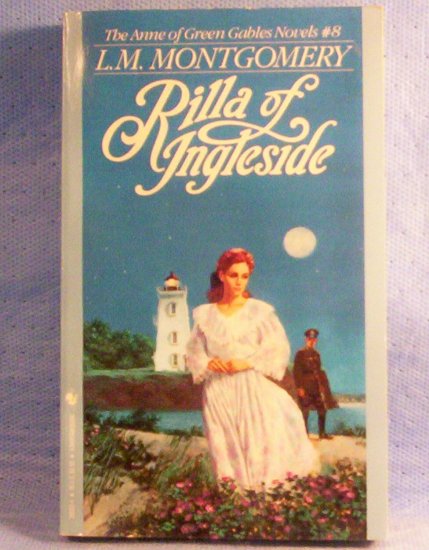 The Anne of Green Gables Novels #8
L.M. MONTGOMERY
Rilla of
Ingleside